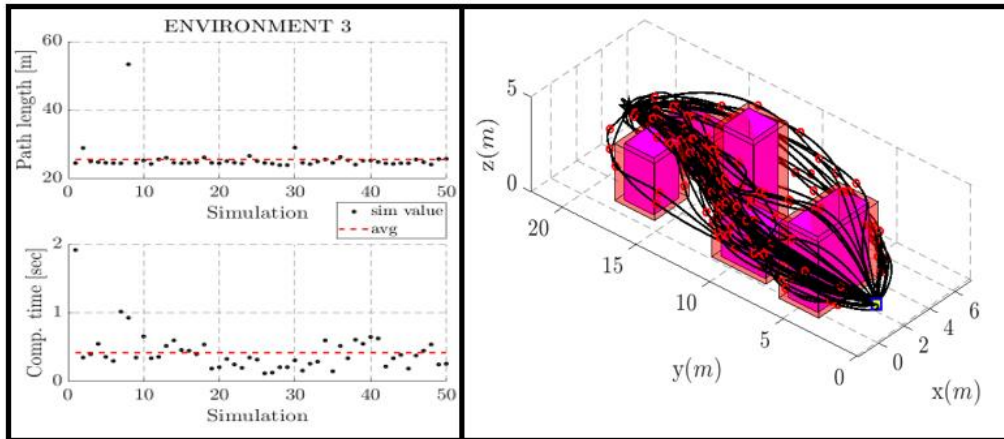 ENVIRONMENT 3
Path length [m]
60
40
20
0 10 20 30 40 50
Simulation
sim value
avg
Comp. time [sec]
2
1
0
0 10 20 30 40 50
Simulation
z(m)
5
0
20
15
10
5
0
y(m)
0
2
4
6
x(m)